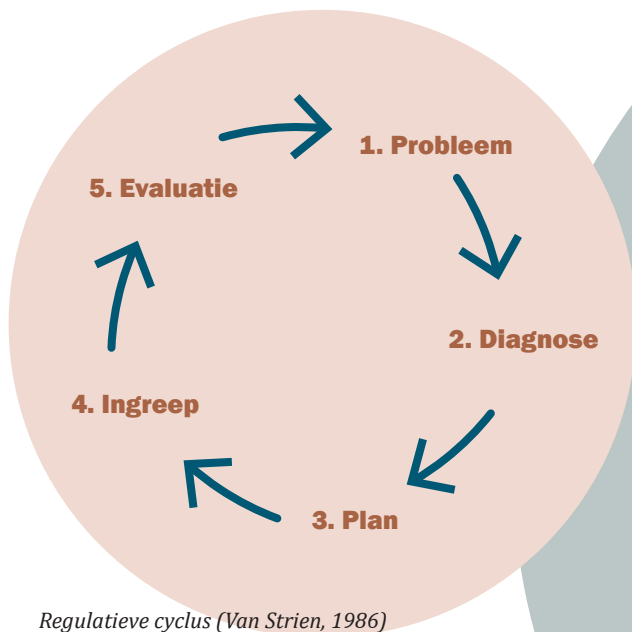 1. Probleem
2. Diagnose
3. Plan
4. Ingreep
5. Evaluatie
Regulatieve cyclus (Van Strien, 1986)